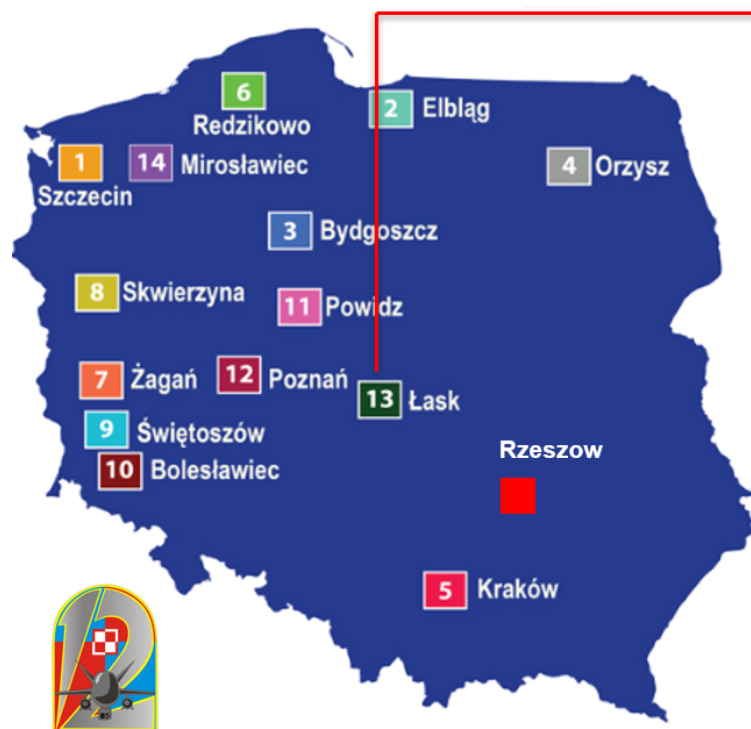 6
Redzikowo
2 Elbląg
1
Szczecin
14 Mirosławiec
4 Orzysz
3 Bydgoszcz
8 Skwierzyna
11 Powidz
7 Żagań
12 Poznań
13 Łask
9 Świętoszów
10 Bolesławiec
Rzeszow
5 Kraków
12